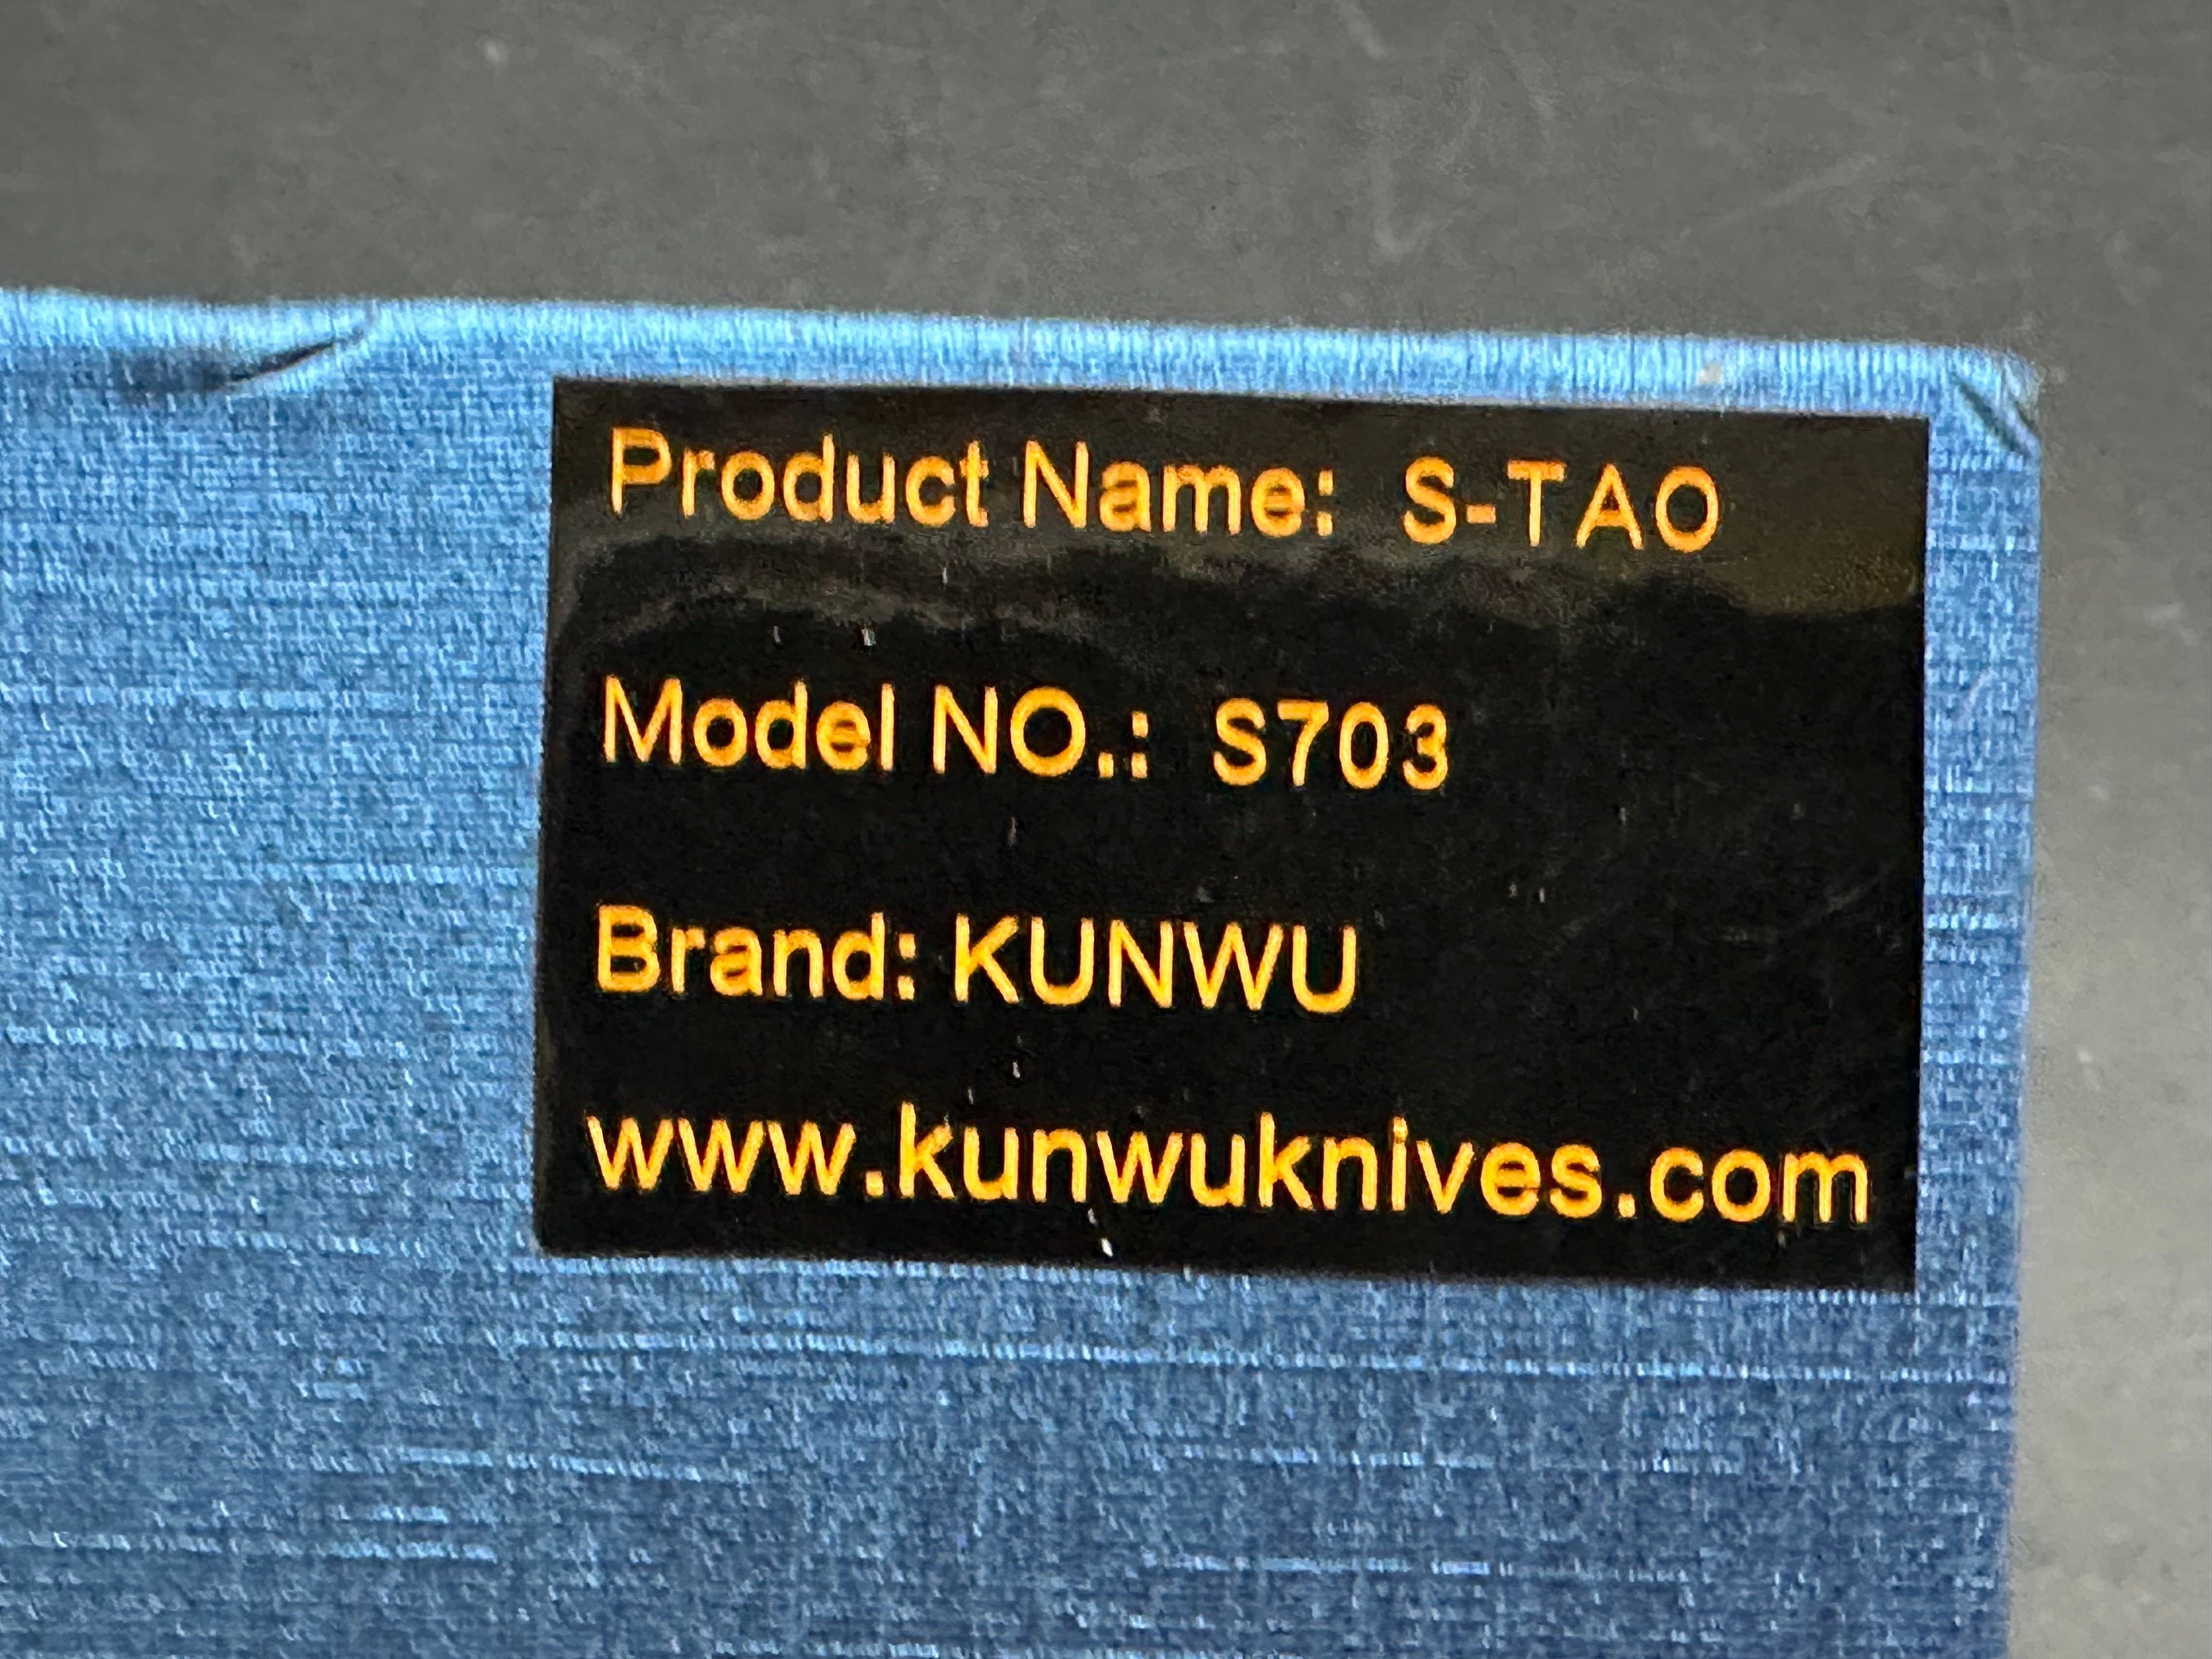 Product Name: S-TAO
Model NO.: S703
Brand: KUNWU
www.kunwuknives.com